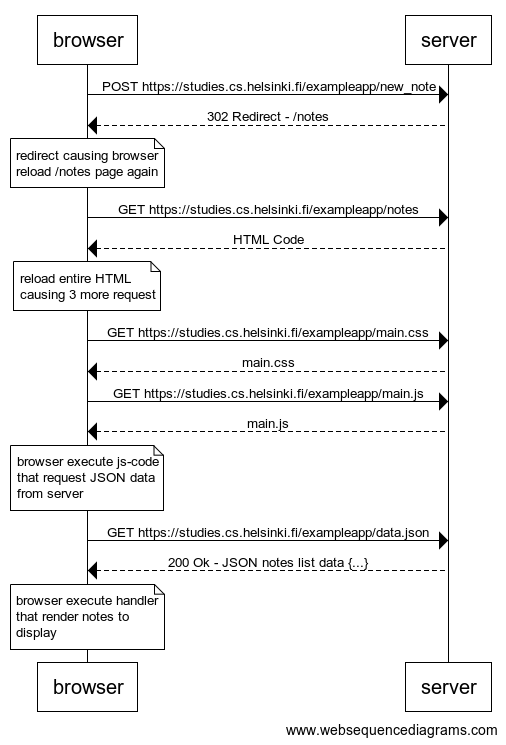 browser
server
POST https://studies.cs.helsinki.fi/exampleapp/new_note
302 Redirect - /notes
redirect causing browser
reload /notes page again
GET https://studies.cs.helsinki.fi/exampleapp/notes
HTML Code
reload entire HTML
causing 3 more request
GET https://studies.cs.helsinki.fi/exampleapp/main.css
main.css
GET https://studies.cs.helsinki.fi/exampleapp/main.js
main.js
browser execute js-code
that request JSON data
from server
GET https://studies.cs.helsinki.fi/exampleapp/data.json
200 Ok - JSON notes list data {...}
browser execute handler
that render notes to
display
browser
server
www.websequencediagrams.com